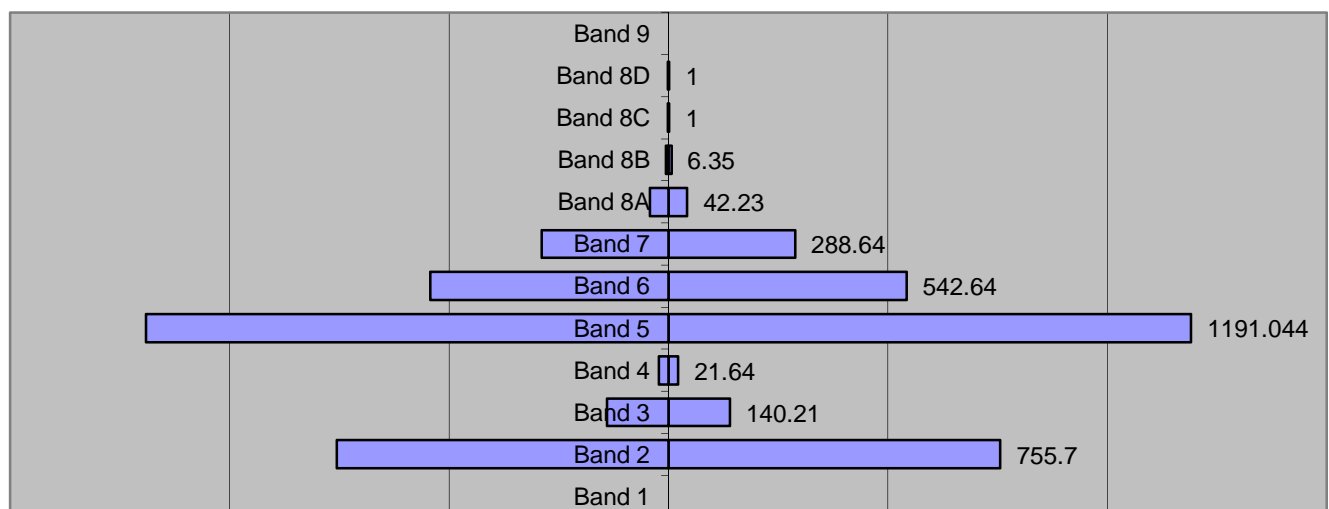 Band 9
Band 8D 1
Band 8C 1
Band 8B 6.35
Band 8A 42.23
Band 7 288.64
Band 6 542.64
Band 5 1191.044
Band 4 21.64
Band 3 140.21
Band 2 755.7
Band 1